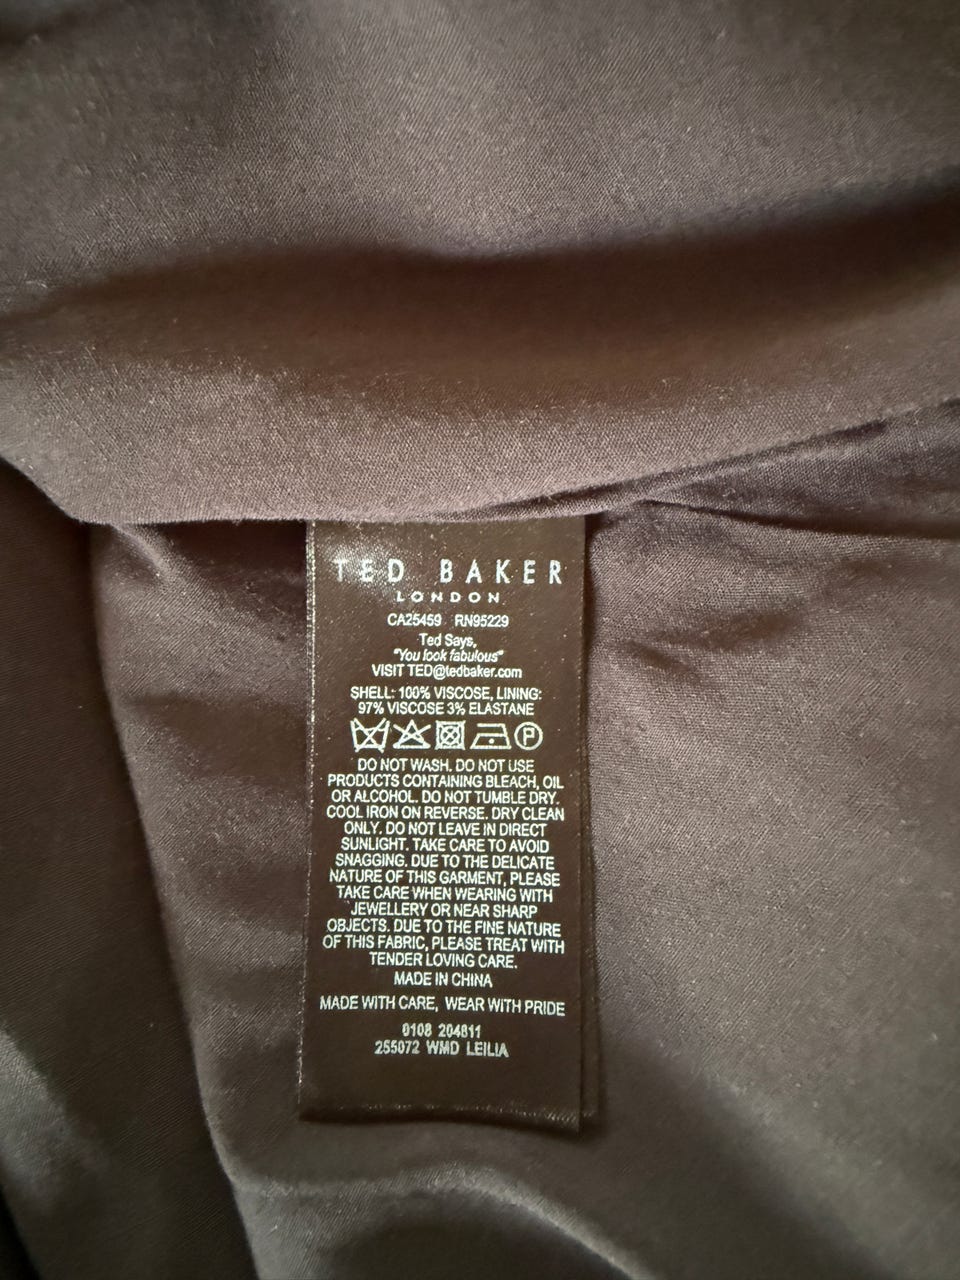 TED BAKER
LONDON
CA25459 RN95229
Ted Says,
"You look fabulous"
VISIT TED@tedbaker.com
SHELL: 100% VISCOSE, LINING:
97% VISCOSE 3% ELASTANE
P
DO NOT WASH. DO NOT USE
PRODUCTS CONTAINING BLEACH, OIL
OR ALCOHOL. DO NOT TUMBLE DRY.
COOL IRON ON REVERSE. DRY CLEAN
ONLY. DO NOT LEAVE IN DIRECT
SUNLIGHT. TAKE CARE TO AVOID
SNAGGING. DUE TO THE DELICATE
NATURE OF THIS GARMENT, PLEASE
TAKE CARE WHEN WEARING WITH
JEWELLERY OR NEAR SHARP
OBJECTS. DUE TO THE FINE NATURE
OF THIS FABRIC, PLEASE TREAT WITH
TENDER LOVING CARE.
MADE IN CHINA
MADE WITH CARE, WEAR WITH PRIDE
0108 204811
255072 WMD LEILIA